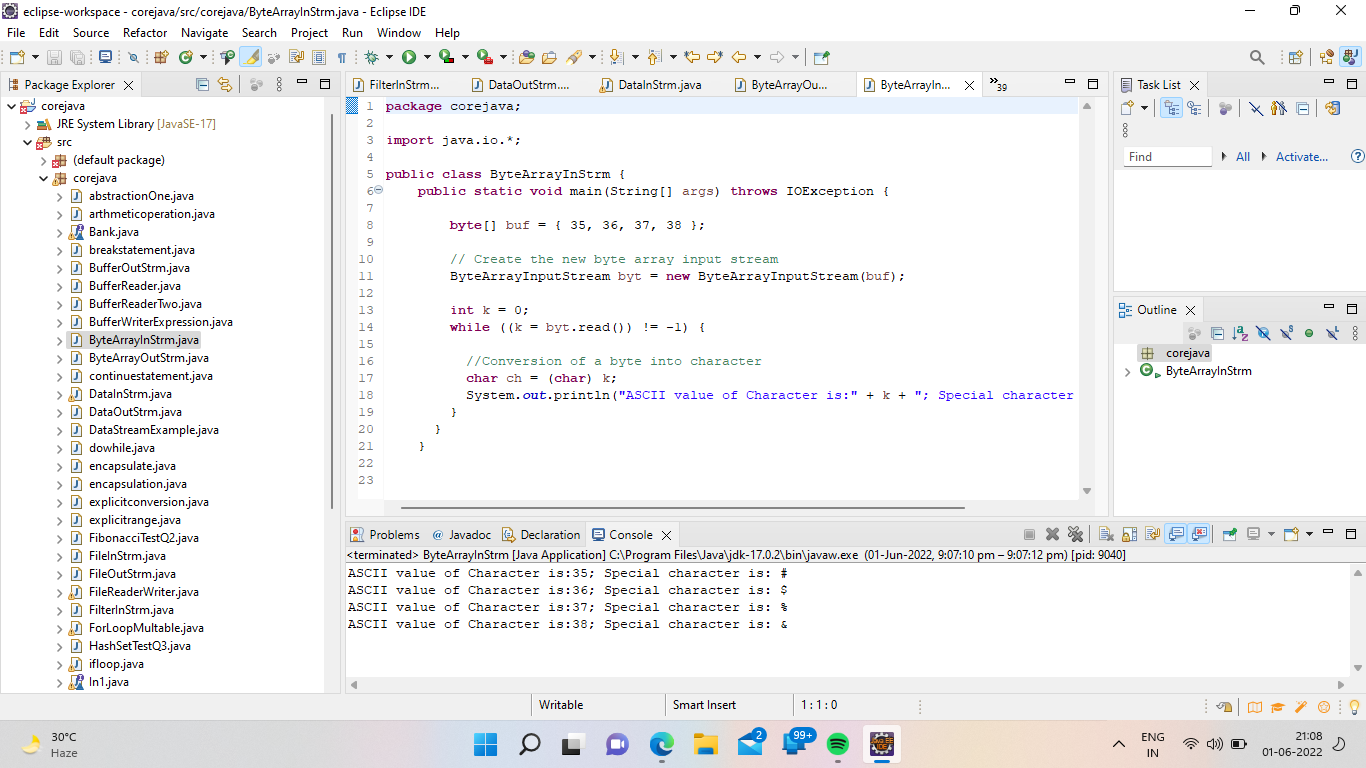 eclipse-workspace - corejava/src/corejava/ByteArrayInStrm.java - Eclipse IDE
File Edit Source Refactor Navigate Search Project Run Window Help
Package Explorer
corejava
JRE System Library [JavaSE-17]
src
(default package)
corejava
abstractionOne.java
arthmeticoperation.java
Bank.java
breakstatement.java
BufferOutStrm.java
BufferReader.java
BufferReaderTwo.java
BufferWriterExpression.java
ByteArrayInStrm.java
ByteArrayOutStrm.java
continuestatement.java
DataInStrm.java
DataOutStrm.java
DataStreamExample.java
dowhile.java
encapsulate.java
encapsulation.java
explicitconversion.java
explicitrange.java
FibonacciTestQ2.java
FileInStrm.java
FileOutStrm.java
FileReaderWriter.java
FilterInStrm.java
ForLoopMultable.java
HashSetTestQ3.java
ifloop.java
In1.java
FilterInStrm... DataOutStrm.... DataInStrm.java ByteArrayOu... ByteArrayIn... »39
1 package corejava;
2
3 import java.io.*;
4
5 public class ByteArrayInStrm {
6 public static void main(String[] args) throws IOException {
7
8 byte[] buf = { 35, 36, 37, 38 };
9
10 // Create the new byte array input stream
11 ByteArrayInputStream byt = new ByteArrayInputStream(buf);
12
13 int k = 0;
14 while ((k = byt.read()) != -1) {
15
16 //Conversion of a byte into character
17 char ch = (char) k;
18 System.out.println("ASCII value of Character is:" + k + "; Special character
19 }
20 }
21 }
22
23
Task List
Find All Activate...
Outline
corejava
ByteArrayInStrm
Problems @ Javadoc Declaration Console
<terminated> ByteArrayInStrm [Java Application] C:\Program Files\Java\jdk-17.0.2\bin\javaw.exe (01-Jun-2022, 9:07:10 pm – 9:07:12 pm) [pid: 9040]
ASCII value of Character is:35; Special character is: #
ASCII value of Character is:36; Special character is: $
ASCII value of Character is:37; Special character is: %
ASCII value of Character is:38; Special character is: &
Writable Smart Insert 1 : 1 : 0
30°C
Haze
2
99+
Java EE
IDE
ENG
IN
21:08
01-06-2022